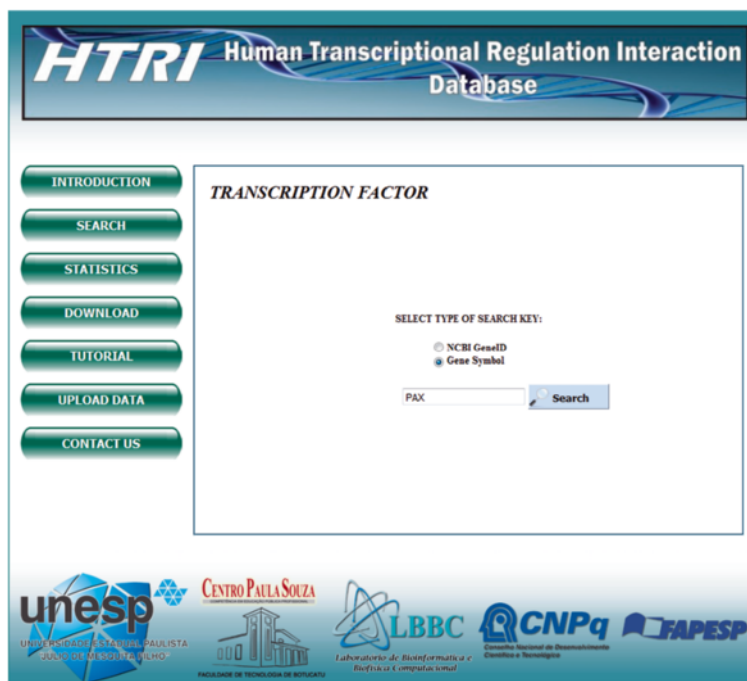 HTRI Human Transcriptional Regulation Interaction
Database
INTRODUCTION
SEARCH
STATISTICS
DOWNLOAD
TUTORIAL
UPLOAD DATA
CONTACT US
TRANSCRIPTION FACTOR
SELECT TYPE OF SEARCH KEY:
NCBI GeneID
Gene Symbol
PAX Search
unesp
UNIVERSIDADE ESTADUAL PAULISTA
"JÚLIO DE MESQUITA FILHO"
CENTRO PAULA SOUZA
FACULDADE DE TECNOLOGIA DE BOTUCATU
LBBC
Laboratório de Bioinformática e
Biofísica Computacional
CNPq
Conselho Nacional de Desenvolvimento
Científico e Tecnológico
FAPESP